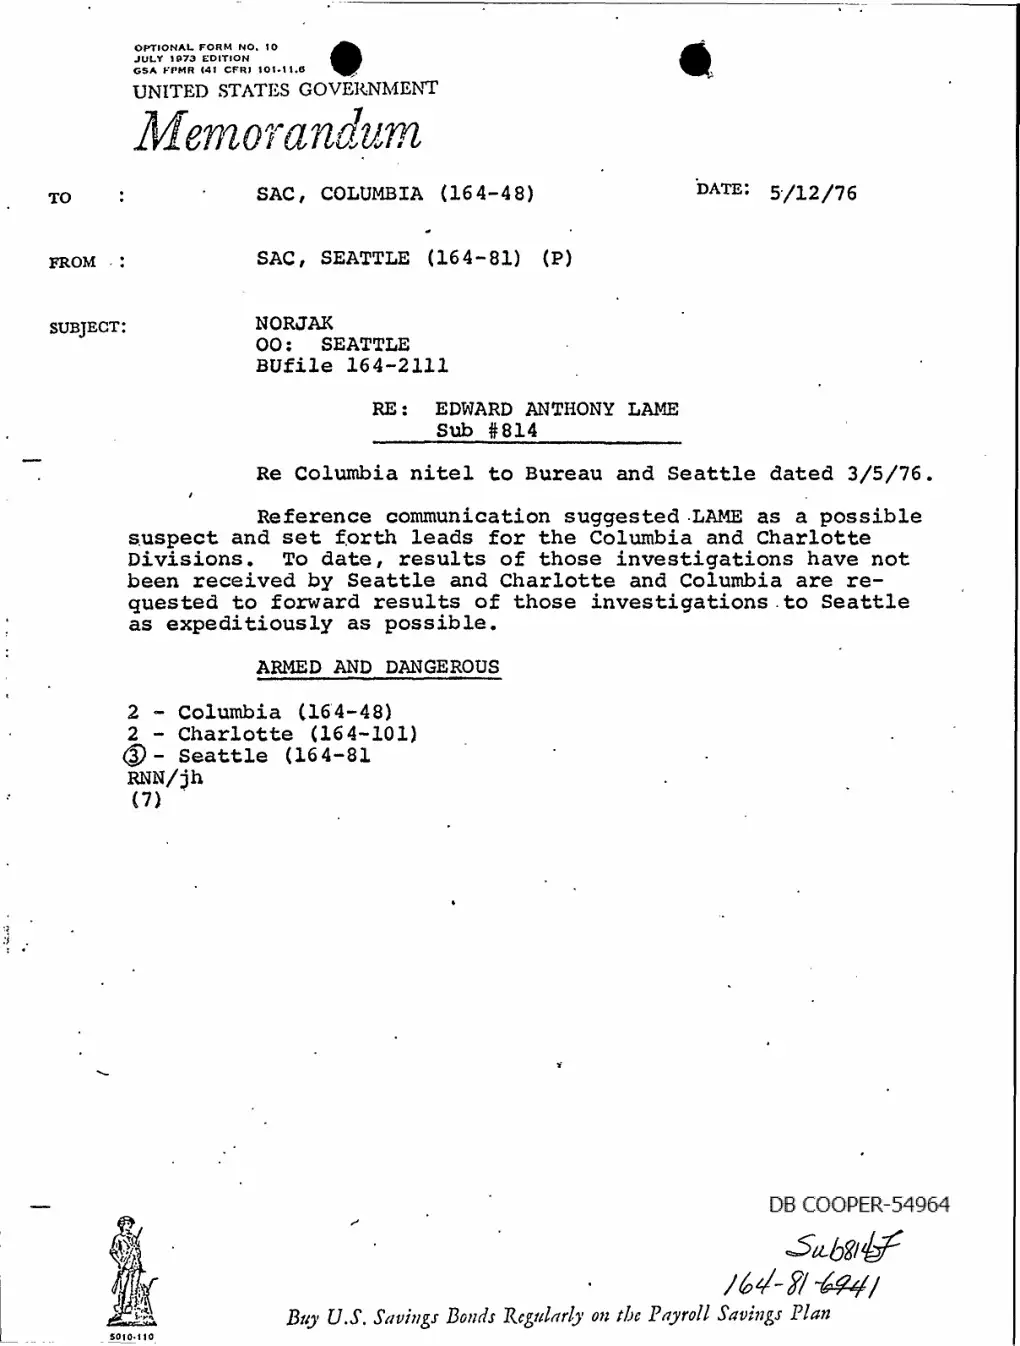 OPTIONAL FORM NO. 10
JULY 1973 EDITION
GSA FPMR (41 CFR) 101-11.6
UNITED STATES GOVERNMENT
Memorandum
TO : SAC, COLUMBIA (164-48) DATE: 5/12/76
FROM : SAC, SEATTLE (164-81) (P)
SUBJECT: NORJAK
OO: SEATTLE
BUfile 164-2111
RE: EDWARD ANTHONY LAME
Sub #814
Re Columbia nitel to Bureau and Seattle dated 3/5/76.
Reference communication suggested LAME as a possible
suspect and set forth leads for the Columbia and Charlotte
Divisions. To date, results of those investigations have not
been received by Seattle and Charlotte and Columbia are re-
quested to forward results of those investigations to Seattle
as expeditiously as possible.
ARMED AND DANGEROUS
2 - Columbia (164-48)
2 - Charlotte (164-101)
3 - Seattle (164-81
RNN/jh
(7)
DB COOPER-54964
Sub 814
164-81-6941
Buy U.S. Savings Bonds Regularly on the Payroll Savings Plan
5010-110